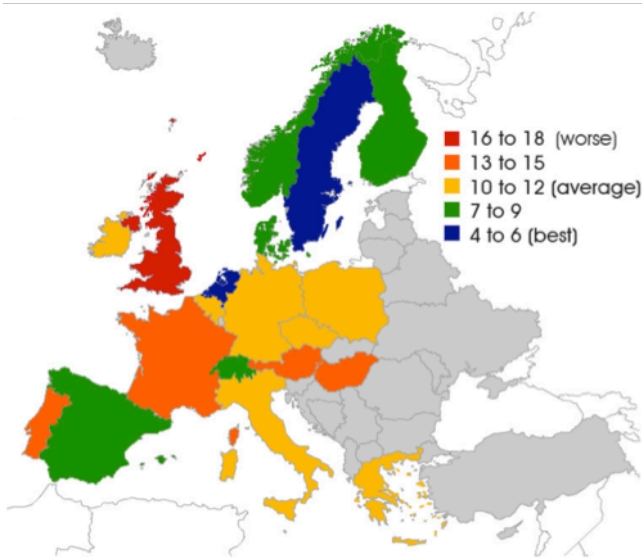 16 to 18 (worse)
13 to 15
10 to 12 (average)
7 to 9
4 to 6 (best)